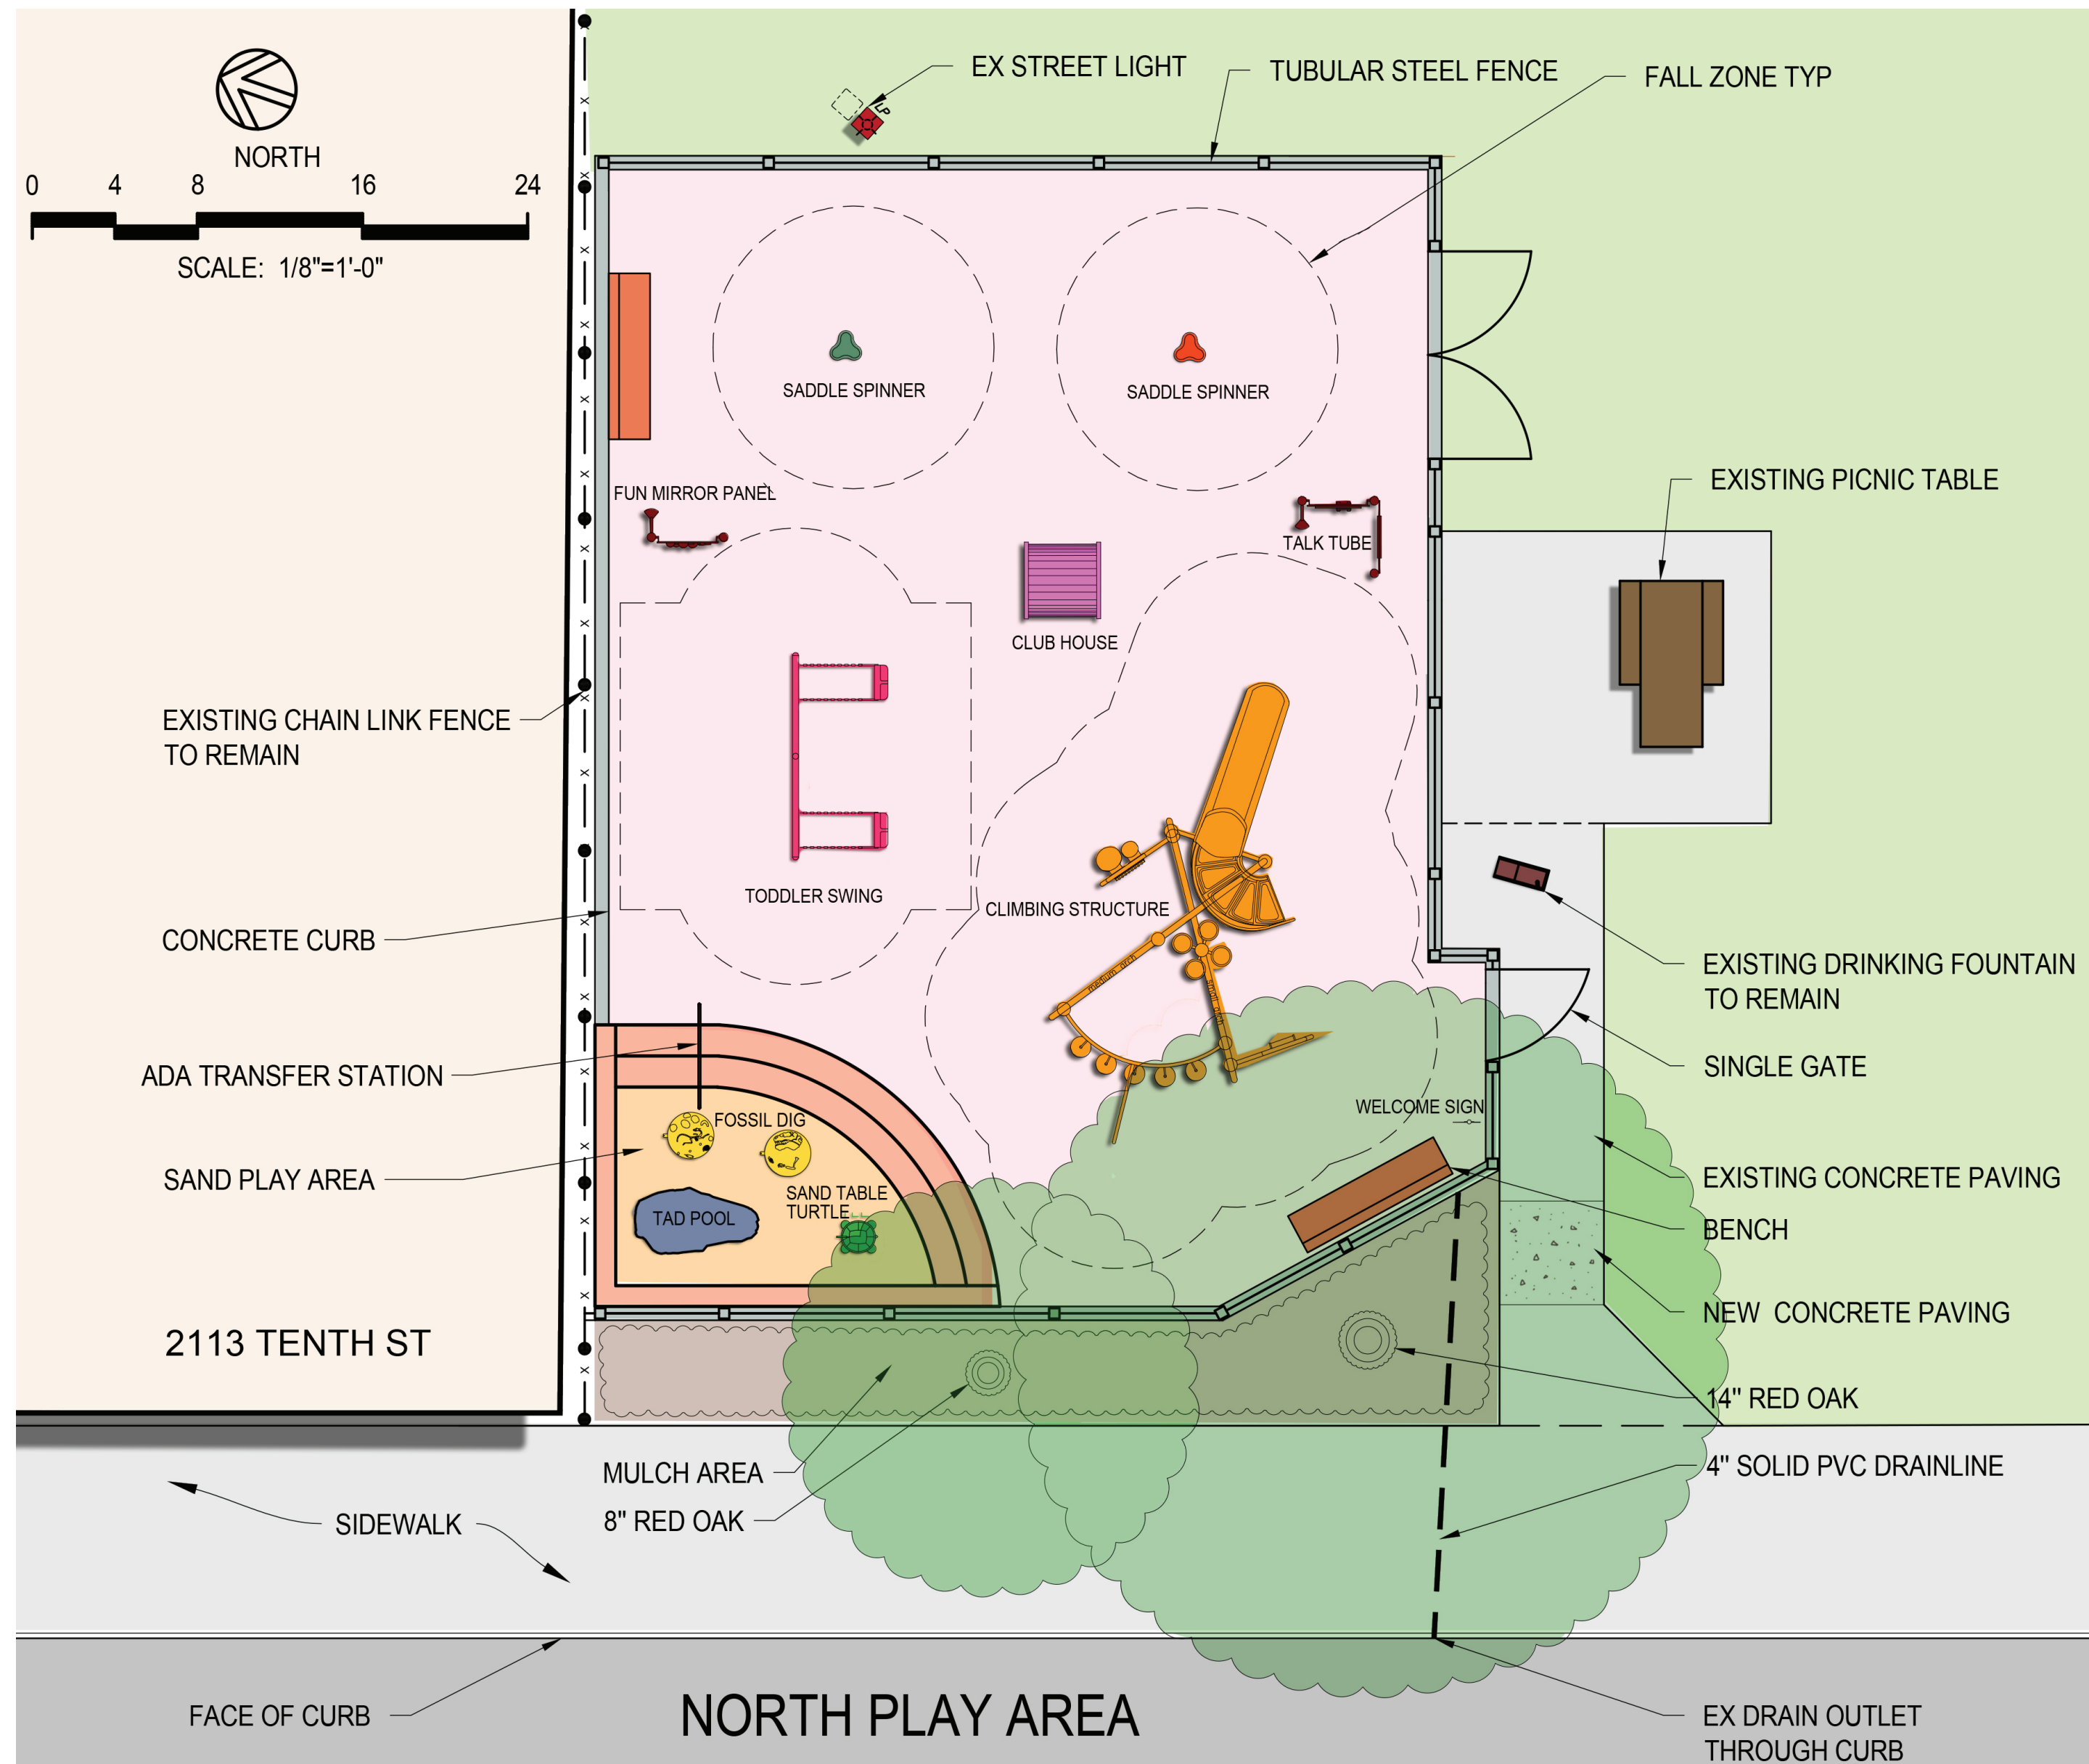 EX STREET LIGHT
TUBULAR STEEL FENCE
FALL ZONE TYP
LP
NORTH
0 4 8 16 24
SCALE: 1/8"=1'-0"
SADDLE SPINNER
SADDLE SPINNER
FUN MIRROR PANEL
TALK TUBE
EXISTING PICNIC TABLE
CLUB HOUSE
EXISTING CHAIN LINK FENCE
TO REMAIN
TODDLER SWING
CLIMBING STRUCTURE
CONCRETE CURB
medium arch
small arch
EXISTING DRINKING FOUNTAIN
TO REMAIN
ADA TRANSFER STATION
SINGLE GATE
FOSSIL DIG
WELCOME SIGN
SAND PLAY AREA
EXISTING CONCRETE PAVING
SAND TABLE
TURTLE
TAD POOL
BENCH
NEW CONCRETE PAVING
2113 TENTH ST
14" RED OAK
MULCH AREA
8" RED OAK
4" SOLID PVC DRAINLINE
SIDEWALK
FACE OF CURB
NORTH PLAY AREA
EX DRAIN OUTLET
THROUGH CURB